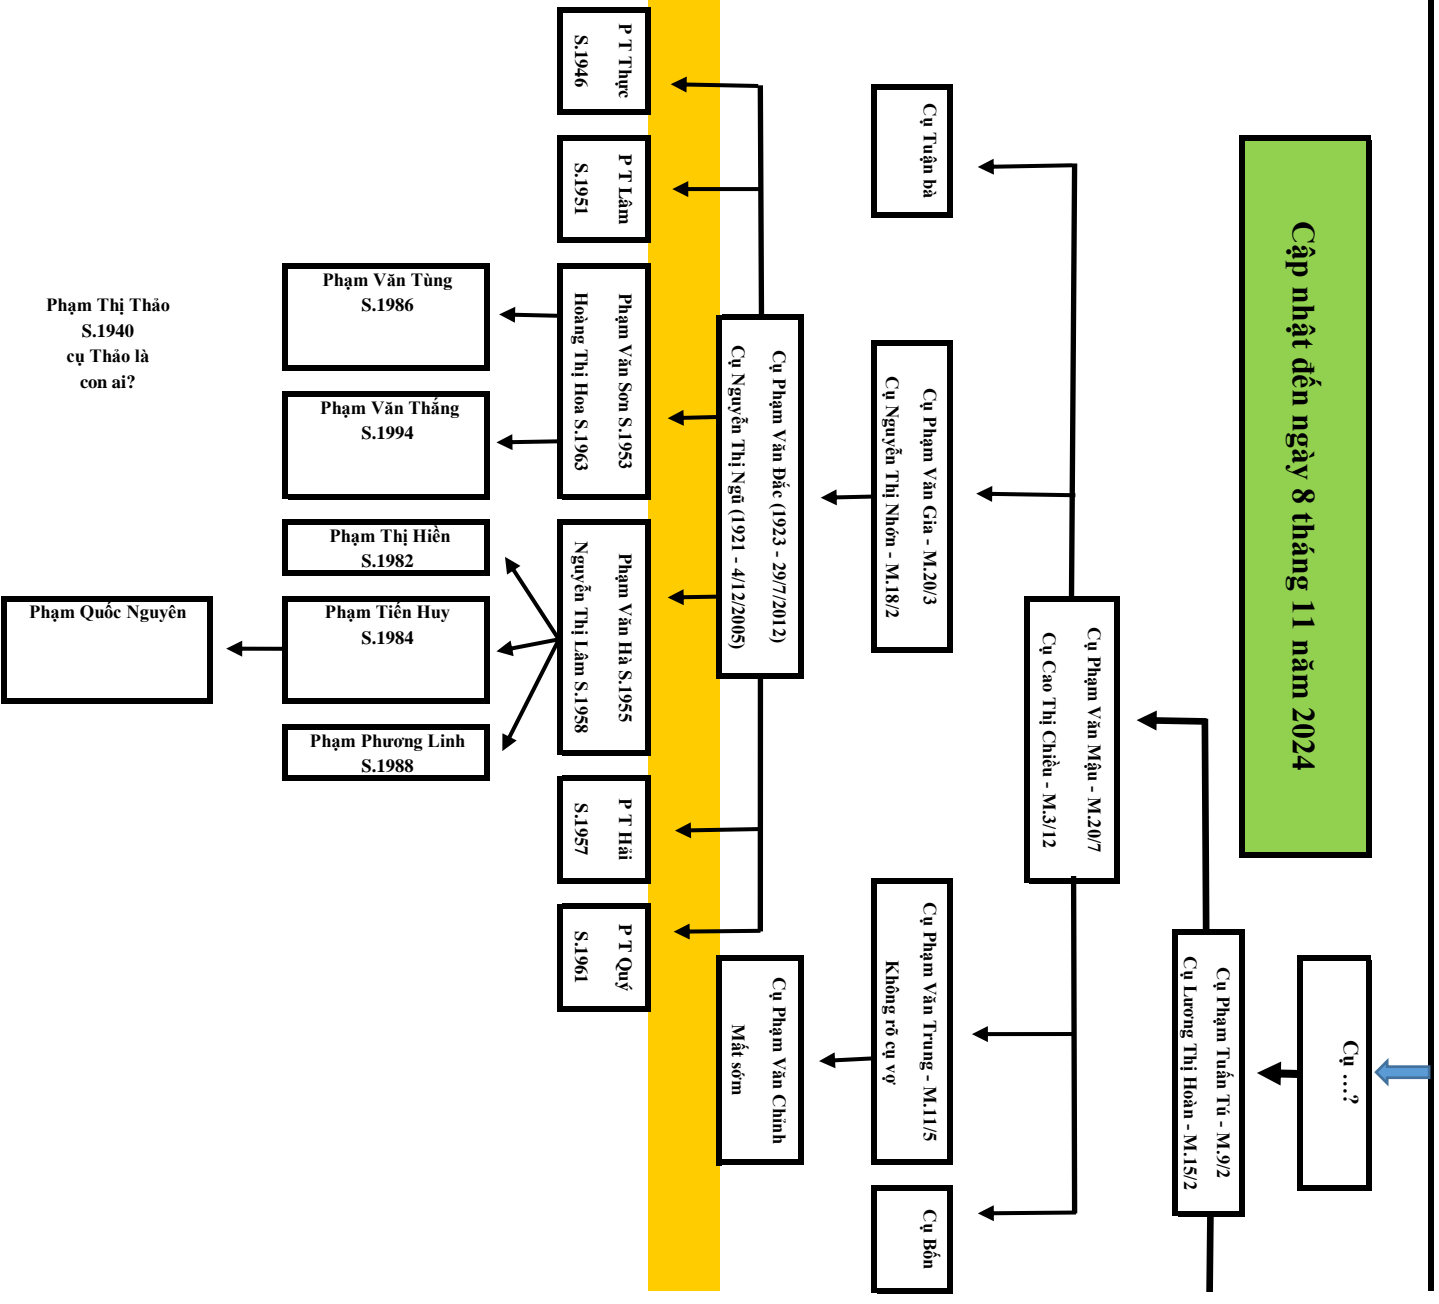 Cập nhật đến ngày 8 tháng 11 năm 2024
Cụ …?
Cụ Phạm Tuấn Tú - M.9/2
Cụ Lương Thị Hoàn - M.15/2
Cụ Phạm Văn Mậu - M.20/7
Cụ Cao Thị Chiều - M.3/12
Cụ Tuận bà
Cụ Phạm Văn Gia - M.20/3
Cụ Nguyễn Thị Nhớn - M.18/2
Cụ Phạm Văn Trung - M.11/5
Không rõ cụ vợ
Cụ Bốn
Cụ Phạm Văn Đắc (1923 - 29/7/2012)
Cụ Nguyễn Thị Ngũ (1921 - 4/12/2005)
Cụ Phạm Văn Chỉnh
Mất sớm
P T Thực
S.1946
P T Lâm
S.1951
Phạm Văn Sơn S.1953
Hoàng Thị Hoa S.1963
Phạm Văn Hà S.1955
Nguyễn Thị Lâm S.1958
P T Hải
S.1957
P T Quý
S.1961
Phạm Văn Tùng
S.1986
Phạm Văn Thắng
S.1994
Phạm Thị Hiền
S.1982
Phạm Tiến Huy
S.1984
Phạm Phương Linh
S.1988
Phạm Thị Thảo
S.1940
cụ Thảo là
con ai?
Phạm Quốc Nguyên